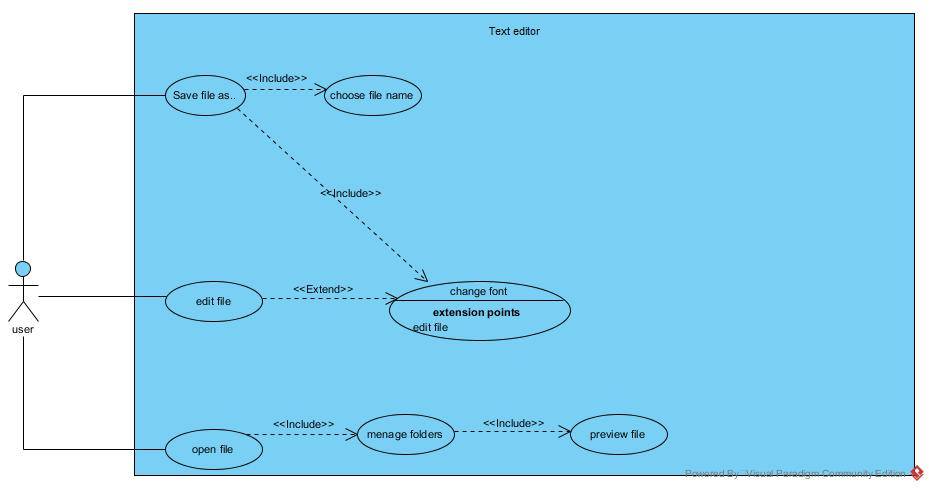 Text editor
<<Include>>
Save file as..
choose file name
<<Include>>
<<Extend>>
change font
edit file
extension points
edit file
user
<<Include>>
<<Include>>
open file
menage folders
preview file
Powered By Visual Paradigm Community Edition